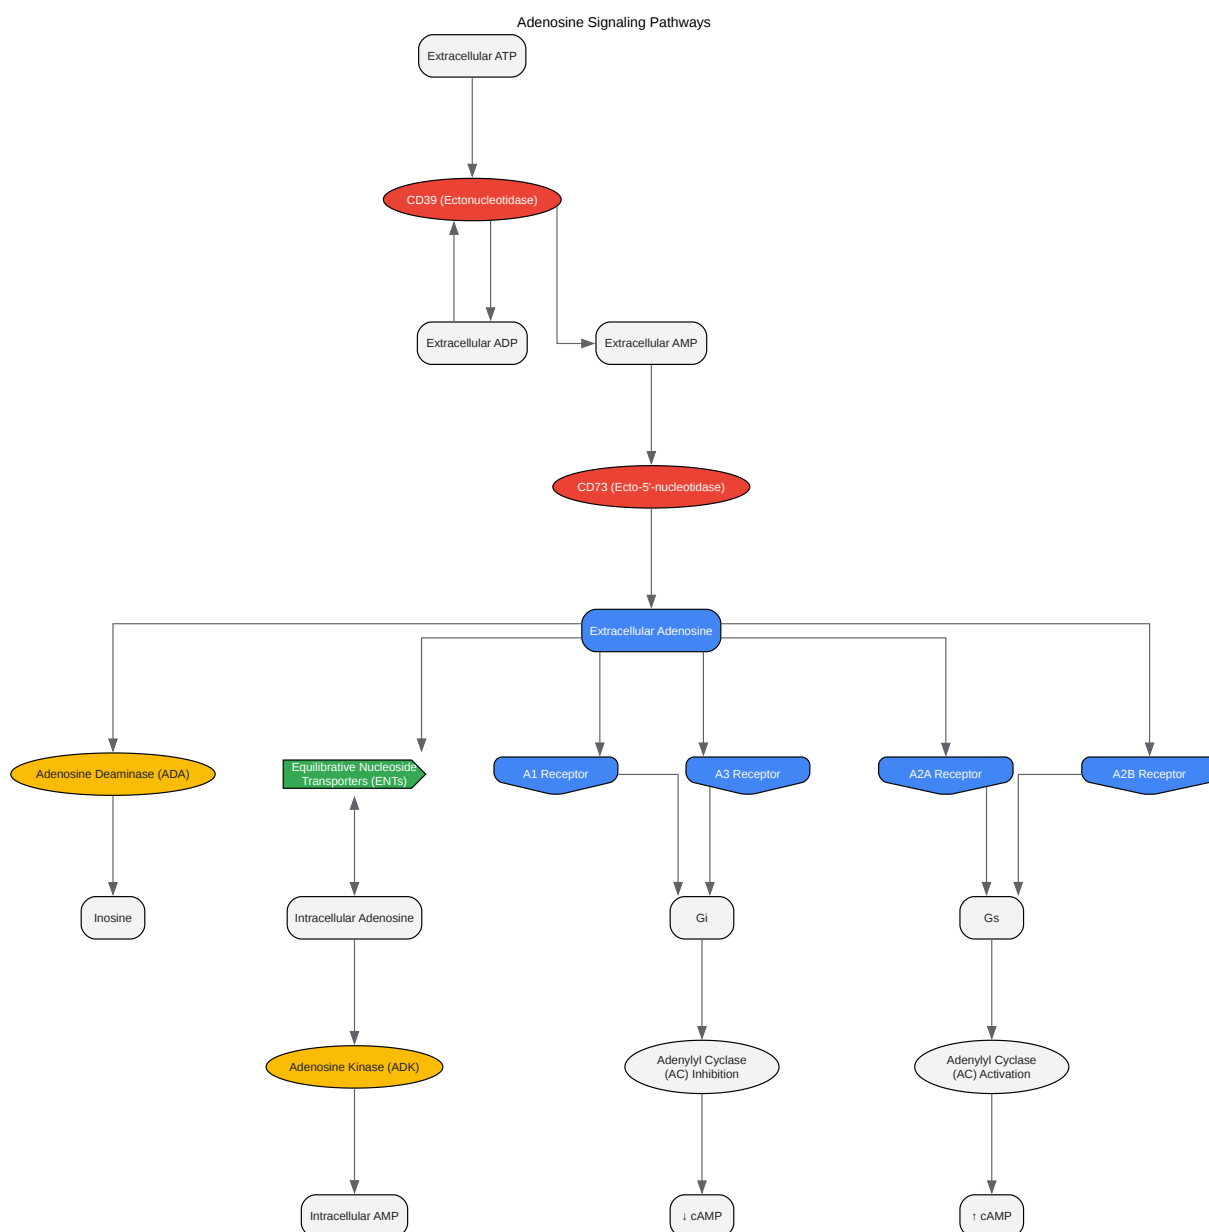 Adenosine Signaling Pathways
Extracellular ATP
CD39 (Ectonucleotidase)
Extracellular ADP
Extracellular AMP
CD73 (Ecto-5'-nucleotidase)
Extracellular Adenosine
Adenosine Deaminase (ADA)
Equilibrative Nucleoside
Transporters (ENTs)
A1 Receptor
A3 Receptor
A2A Receptor
A2B Receptor
Inosine
Intracellular Adenosine
Gi
Gs
Adenosine Kinase (ADK)
Adenylyl Cyclase
(AC) Inhibition
Adenylyl Cyclase
(AC) Activation
Intracellular AMP
↓ cAMP
↑ cAMP